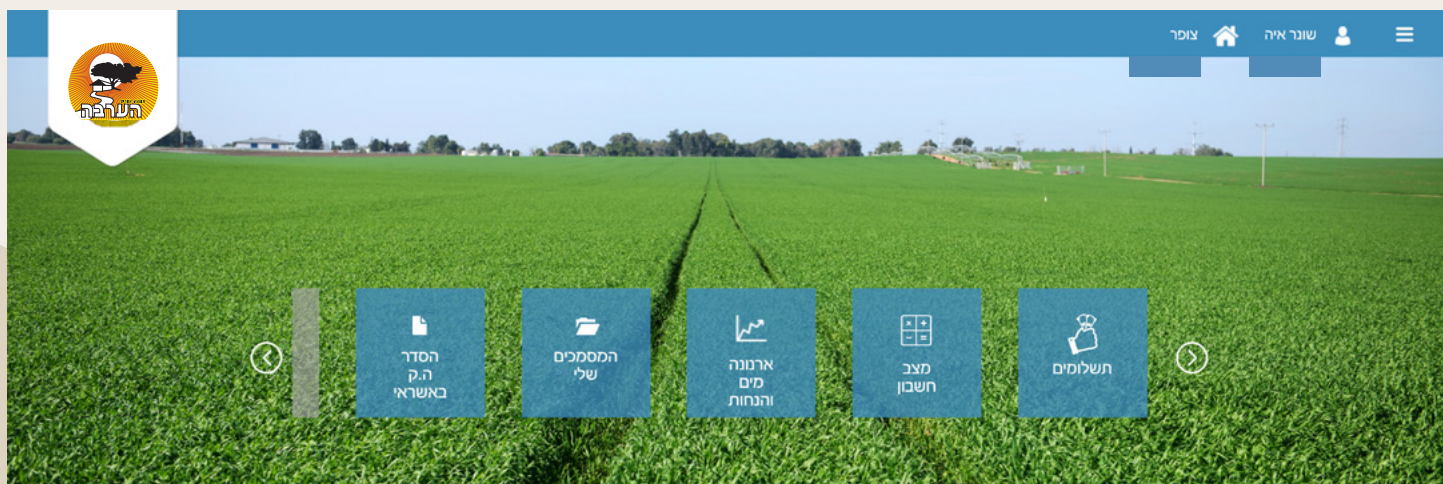 שונר איה
צופר
הערבה
תשלומים
מצב
חשבון
ארנונה
מים
והנחות
המסמכים
שלי
הסדר
ה.ק
באשראי